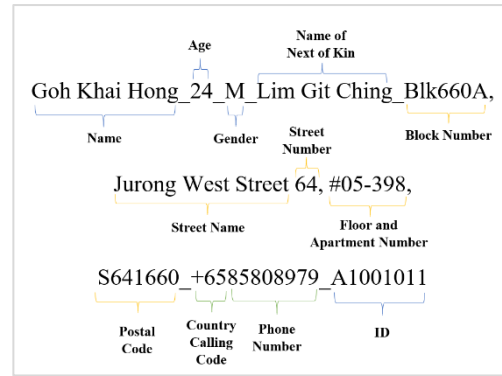 Age
Name of
Next of Kin
Goh Khai Hong_24_M_Lim Git Ching_Blk660A,
Name
Gender
Block Number
Street
Number
Jurong West Street 64, #05-398,
Street Name
Floor and
Apartment Number
S641660_+6585808979_A1001011
Postal
Code
Country
Calling
Code
Phone
Number
ID